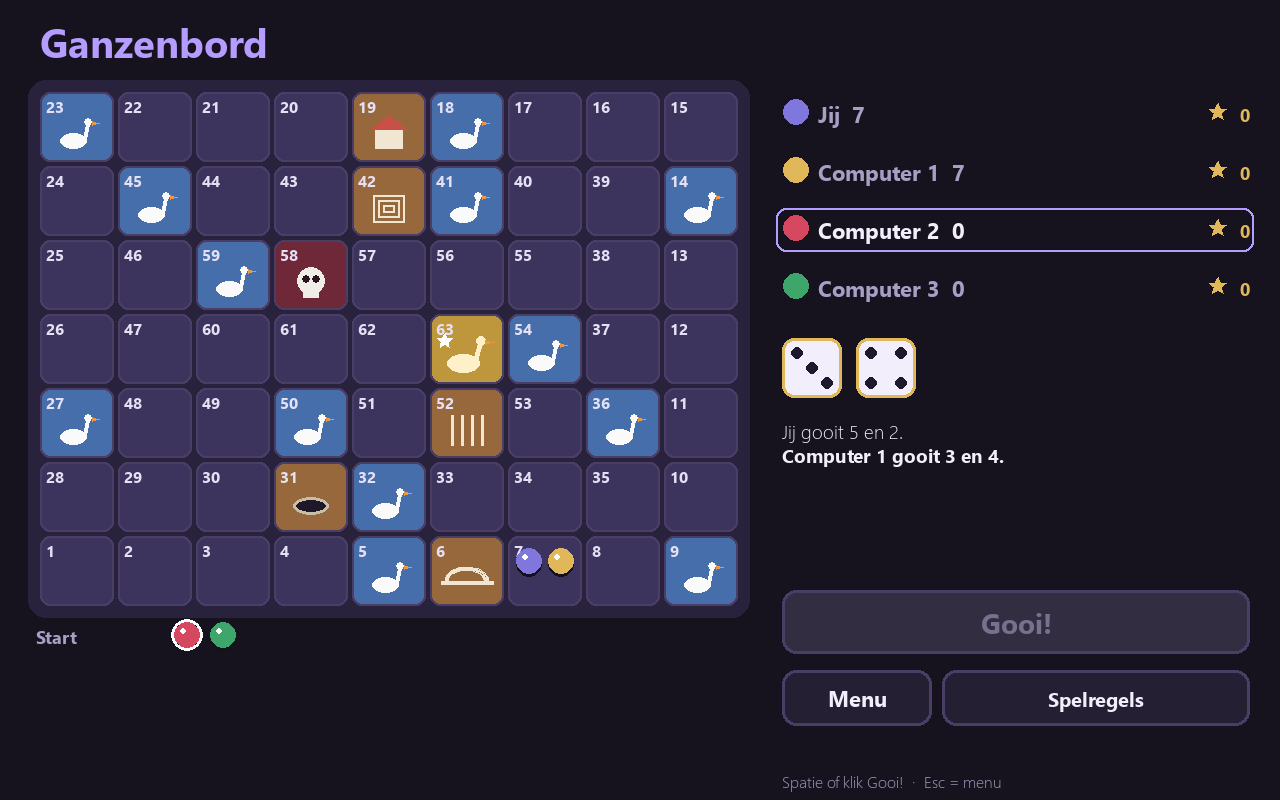 Ganzenbord
23 22 21 20 19 18 17 16 15
24 45 44 43 42 41 40 39 14
25 46 59 58 57 56 55 38 13
26 47 60 61 62 63 54 37 12
27 48 49 50 51 52 53 36 11
28 29 30 31 32 33 34 35 10
1 2 3 4 5 6 7 8 9
Start
Jij 7 0
Computer 1 7 0
Computer 2 0 0
Computer 3 0 0
Jij gooit 5 en 2.
Computer 1 gooit 3 en 4.
Gooi!
Menu Spelregels
Spatie of klik Gooi! · Esc = menu